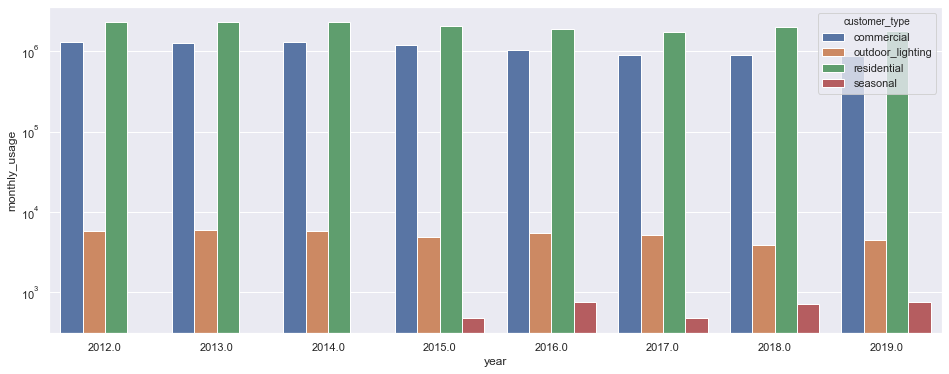 customer_type
commercial
outdoor_lighting
residential
seasonal
10⁶
10⁵
10⁴
10³
monthly_usage
2012.0 2013.0 2014.0 2015.0 2016.0 2017.0 2018.0 2019.0
year